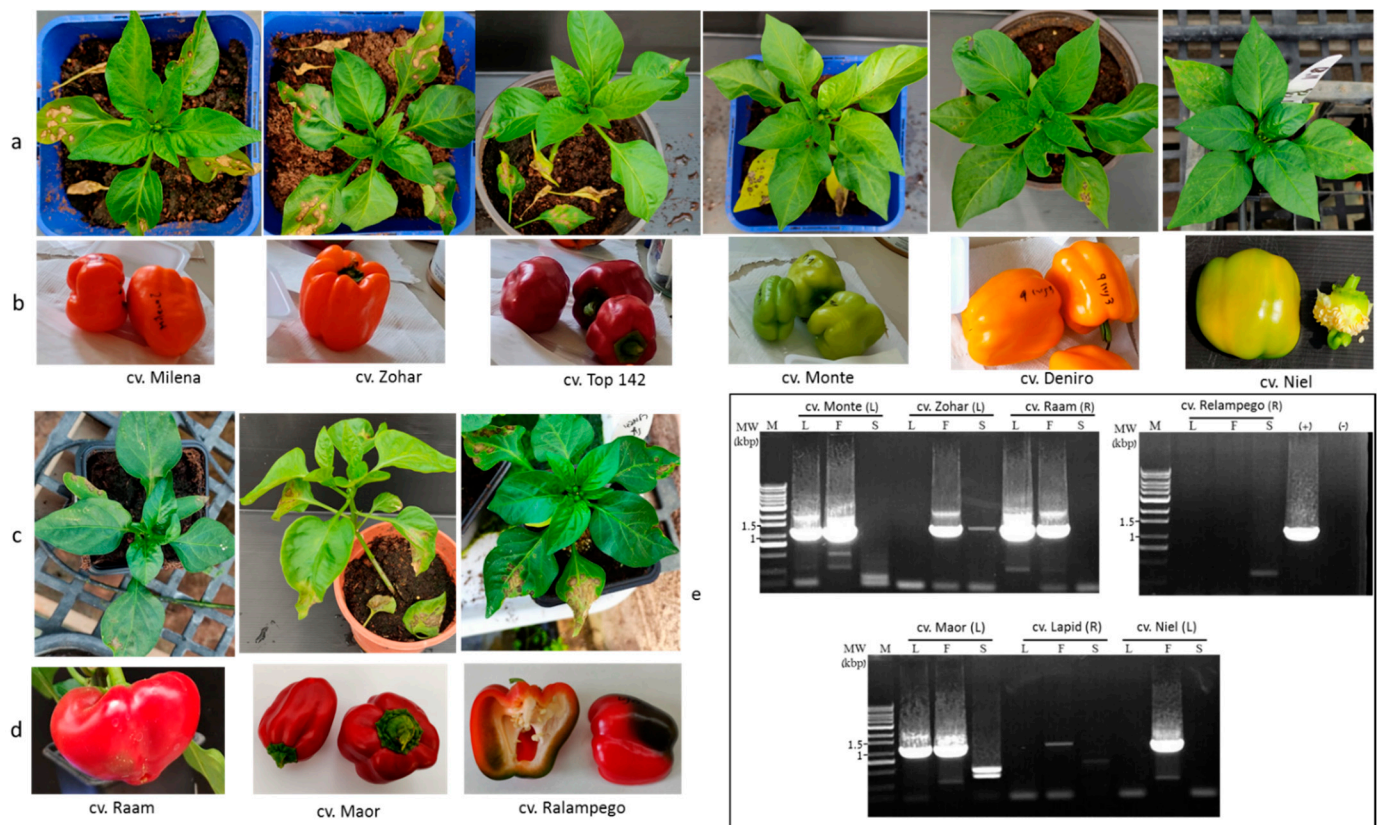 a
b
cv. Milena
cv. Zohar
cv. Top 142
cv. Monte
cv. Deniro
cv. Niel
c
d
cv. Raam
cv. Maor
cv. Ralampego
e
cv. Monte (L) cv. Zohar (L) cv. Raam (R)
MW M L F S L F S L F S
(kbp)
1.5
1
cv. Relampego (R)
MW M L F S (+) (-)
(kbp)
1.5
1
cv. Maor (L) cv. Lapid (R) cv. Niel (L)
MW M L F S L F S L F S
(kbp)
1.5
1